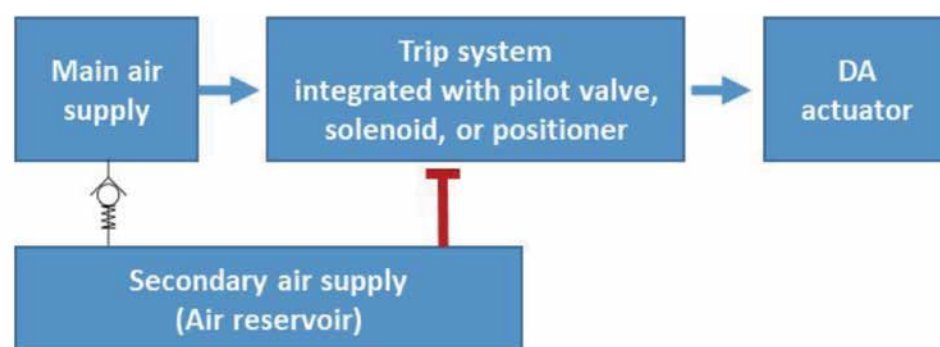 Main air
supply
Trip system
integrated with pilot valve,
solenoid, or positioner
DA
actuator
Secondary air supply
(Air reservoir)